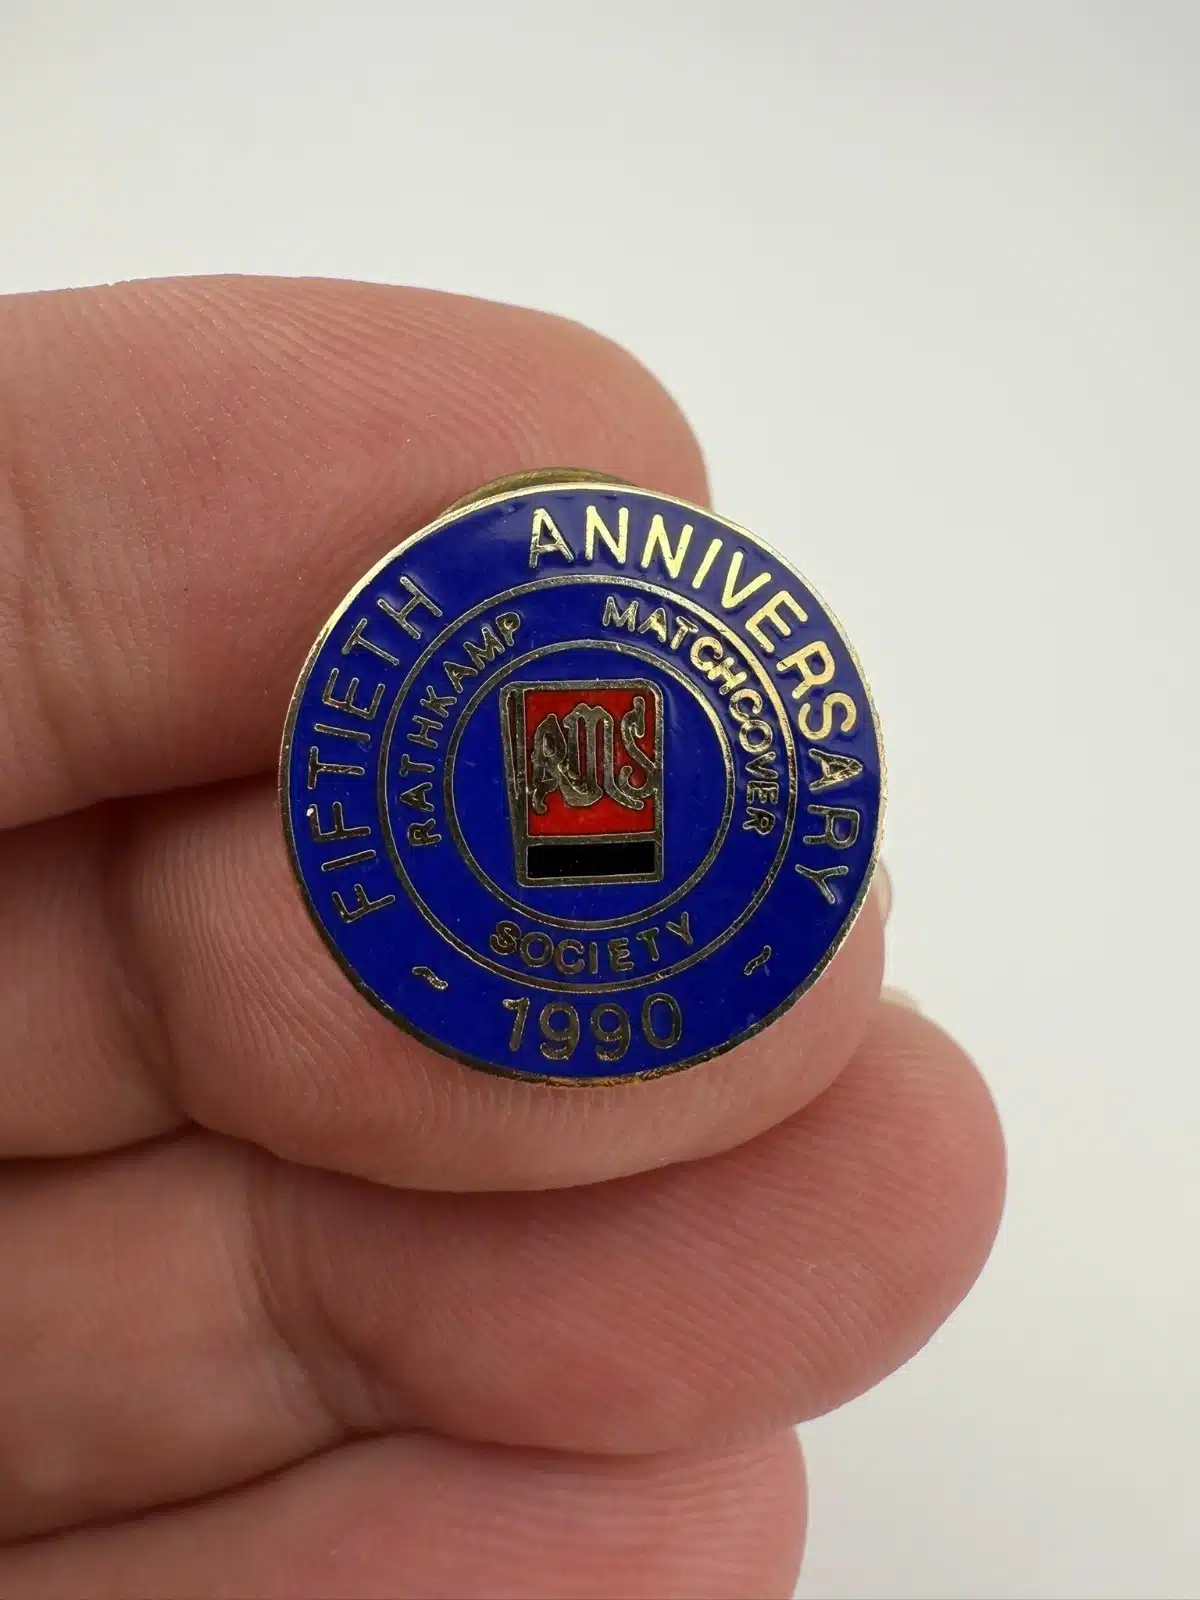 FIFTIETH ANNIVERSARY
RATHKAMP MATCHCOVER
SOCIETY
RMS
1990